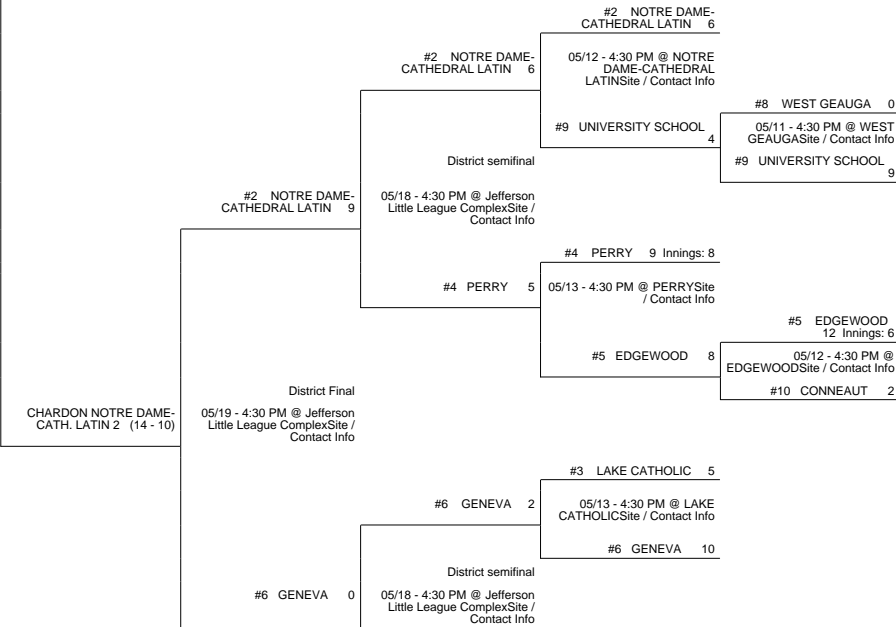 #2 NOTRE DAME-
CATHEDRAL LATIN 6
#2 NOTRE DAME-
CATHEDRAL LATIN 6
05/12 - 4:30 PM @ NOTRE
DAME-CATHEDRAL
LATINSite / Contact Info
#8 WEST GEAUGA 0
#9 UNIVERSITY SCHOOL
4
05/11 - 4:30 PM @ WEST
GEAUGASite / Contact Info
#9 UNIVERSITY SCHOOL
9
District semifinal
#2 NOTRE DAME-
CATHEDRAL LATIN 9
05/18 - 4:30 PM @ Jefferson
Little League ComplexSite /
Contact Info
#4 PERRY 9 Innings: 8
#4 PERRY 5
05/13 - 4:30 PM @ PERRYSite
/ Contact Info
#5 EDGEWOOD
12 Innings: 6
#5 EDGEWOOD 8
05/12 - 4:30 PM @
EDGEWOODSite / Contact Info
#10 CONNEAUT 2
District Final
CHARDON NOTRE DAME-
CATH. LATIN 2 (14 - 10)
05/19 - 4:30 PM @ Jefferson
Little League ComplexSite /
Contact Info
#3 LAKE CATHOLIC 5
#6 GENEVA 2
05/13 - 4:30 PM @ LAKE
CATHOLICSite / Contact Info
#6 GENEVA 10
District semifinal
#6 GENEVA 0
05/18 - 4:30 PM @ Jefferson
Little League ComplexSite /
Contact Info